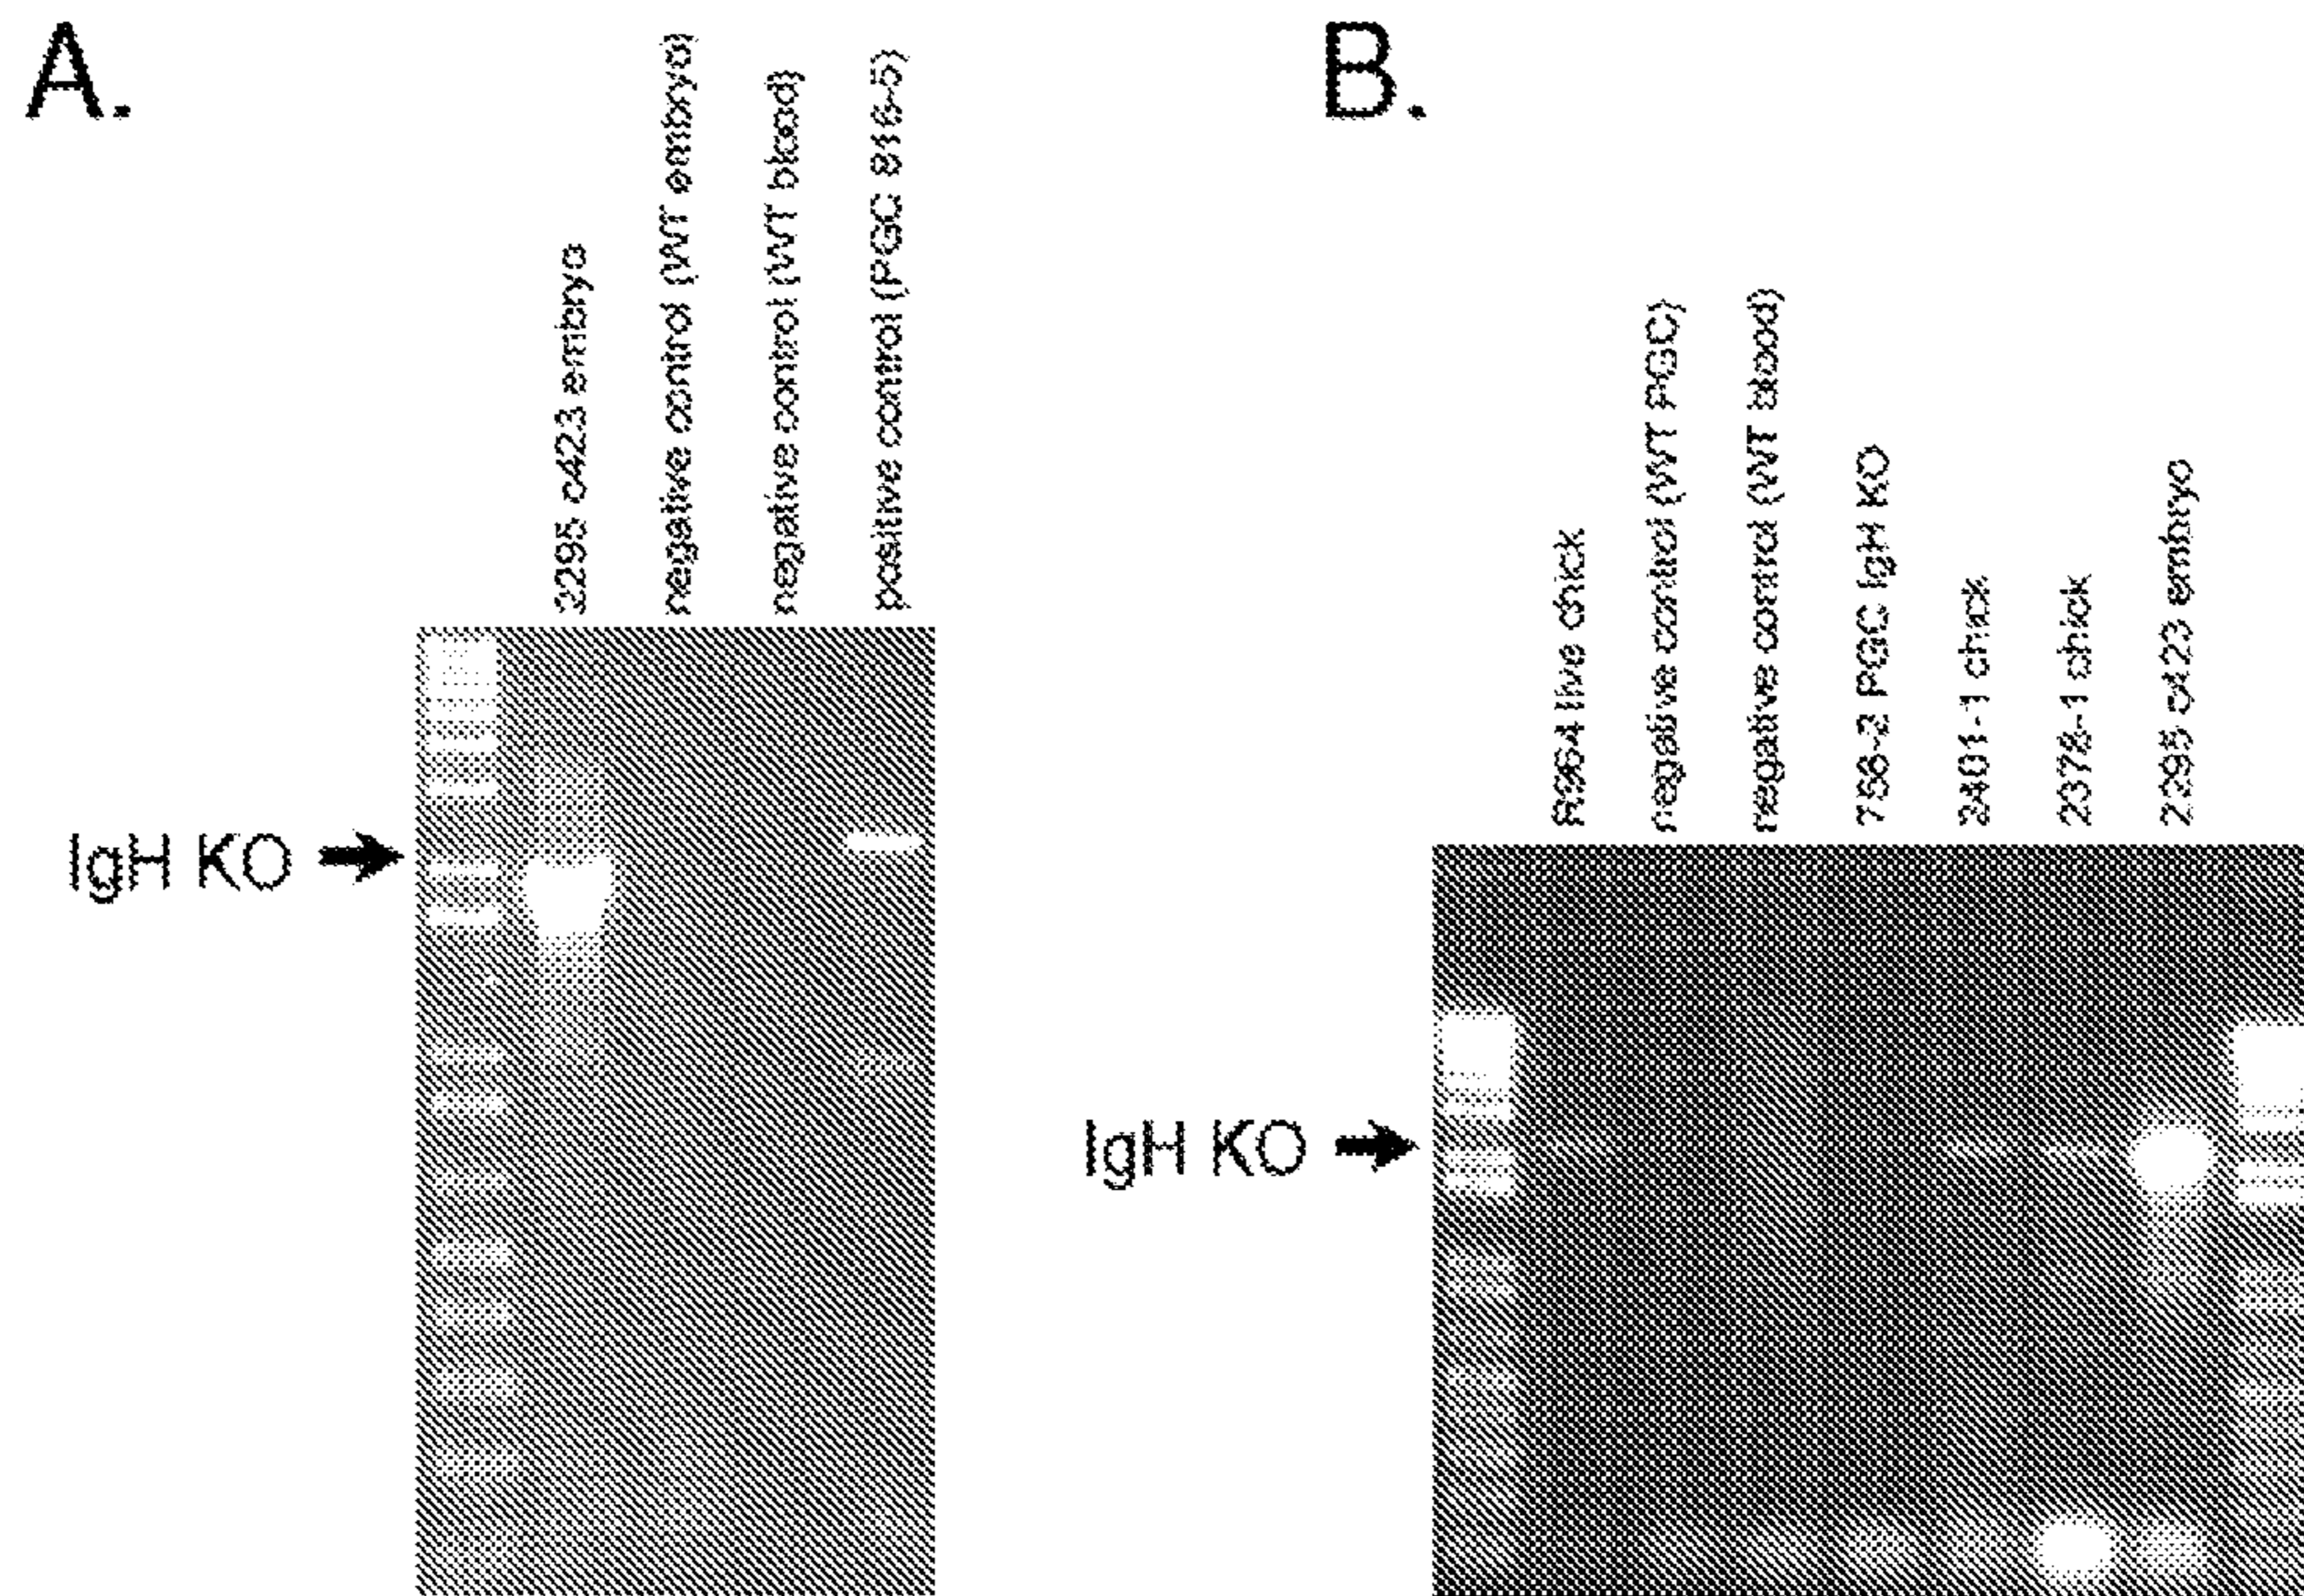 A.
2295 c423 embryo
negative control (WT embryo)
negative control (WT blood)
positive control (PGC 816-5)
IgH KO
B.
R964 live chick
negative control (WT PGC)
negative control (WT blood)
768-2 PGC IgH KO
2401-1 chick
2378-1 chick
2295 c423 embryo
IgH KO